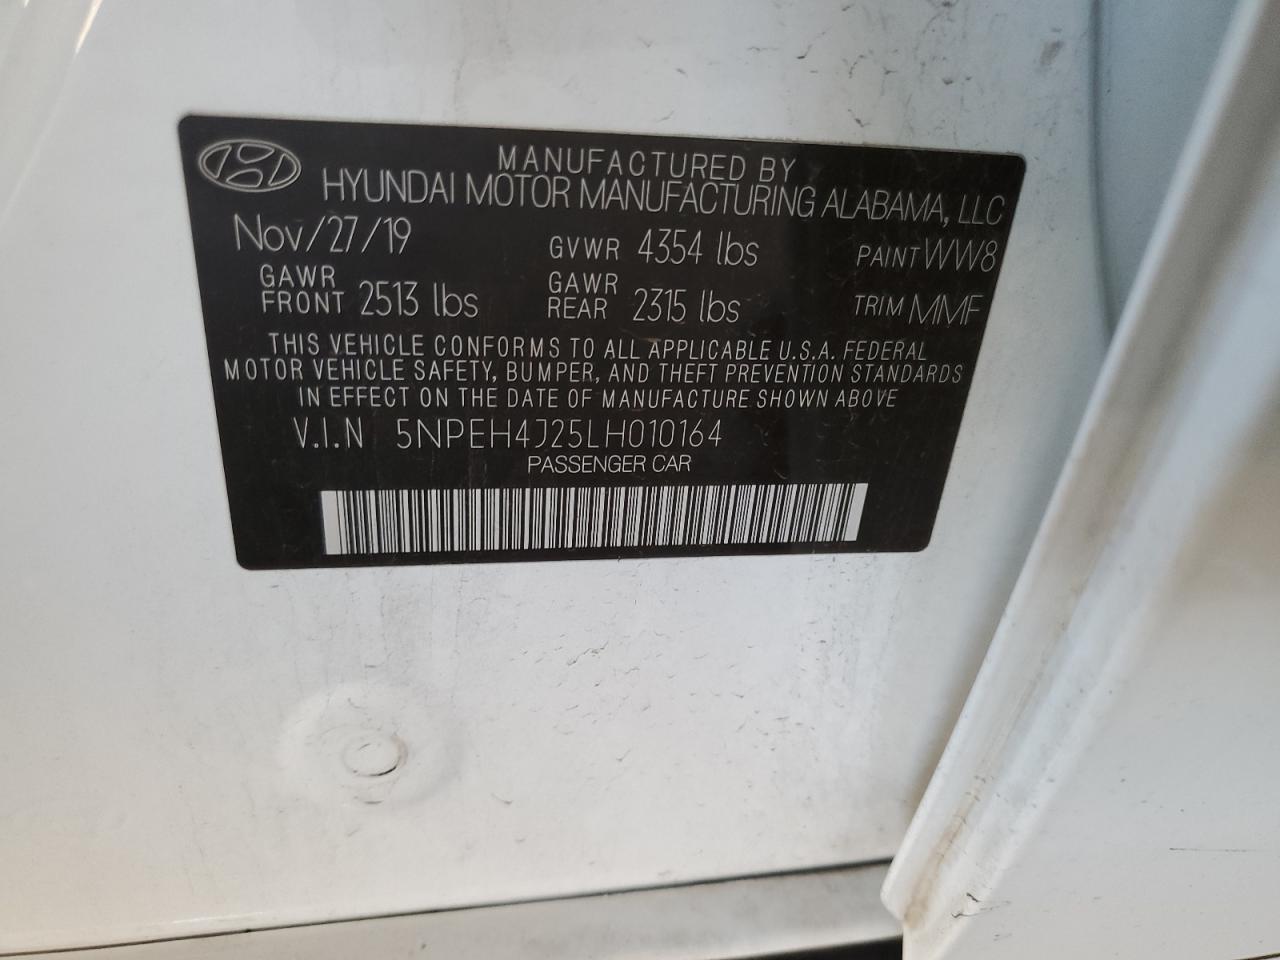 MANUFACTURED BY
HYUNDAI MOTOR MANUFACTURING ALABAMA, LLC
Nov/27/19 GVWR 4354 lbs PAINT WW8
GAWR FRONT 2513 lbs GAWR REAR 2315 lbs TRIM MMF
THIS VEHICLE CONFORMS TO ALL APPLICABLE U.S.A. FEDERAL
MOTOR VEHICLE SAFETY, BUMPER, AND THEFT PREVENTION STANDARDS
IN EFFECT ON THE DATE OF MANUFACTURE SHOWN ABOVE
V.I.N 5NPEH4J25LH010164
PASSENGER CAR